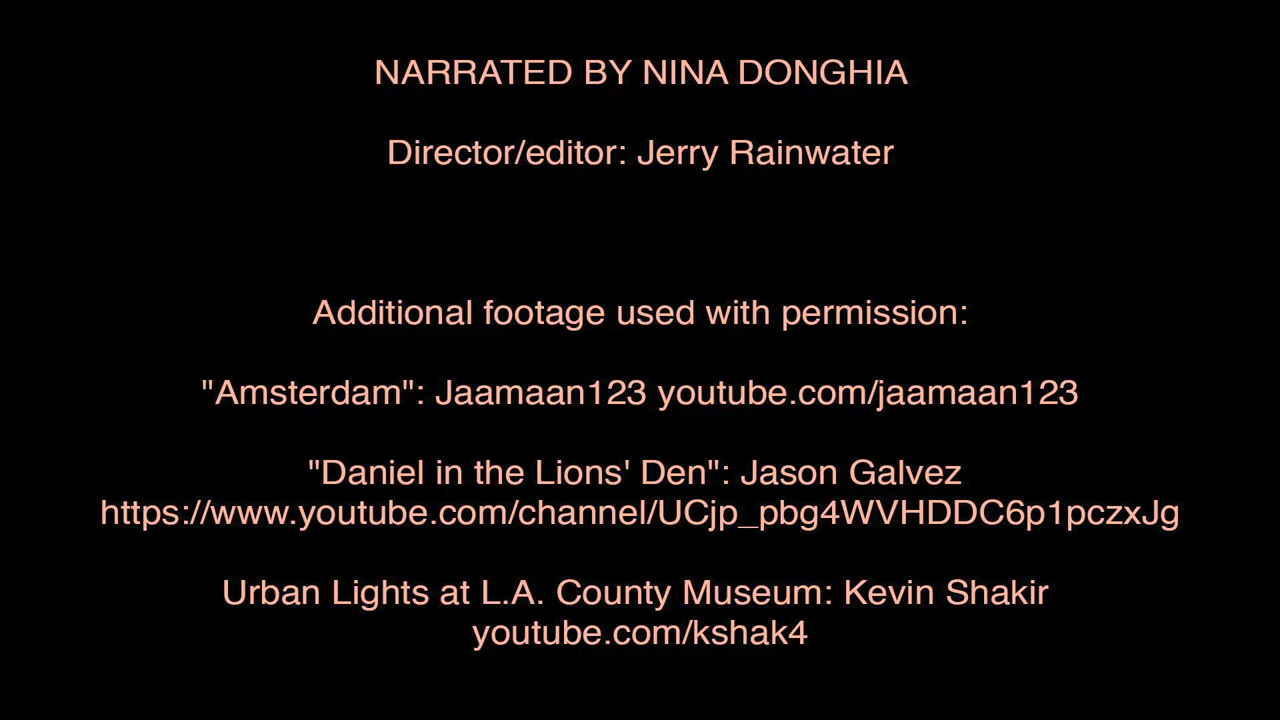 NARRATED BY NINA DONGHIA
Director/editor: Jerry Rainwater
Additional footage used with permission:
"Amsterdam": Jaamaan123 youtube.com/jaamaan123
"Daniel in the Lions' Den": Jason Galvez
https://www.youtube.com/channel/UCjp_pbg4WVHDDC6p1pczxJg
Urban Lights at L.A. County Museum: Kevin Shakir
youtube.com/kshak4